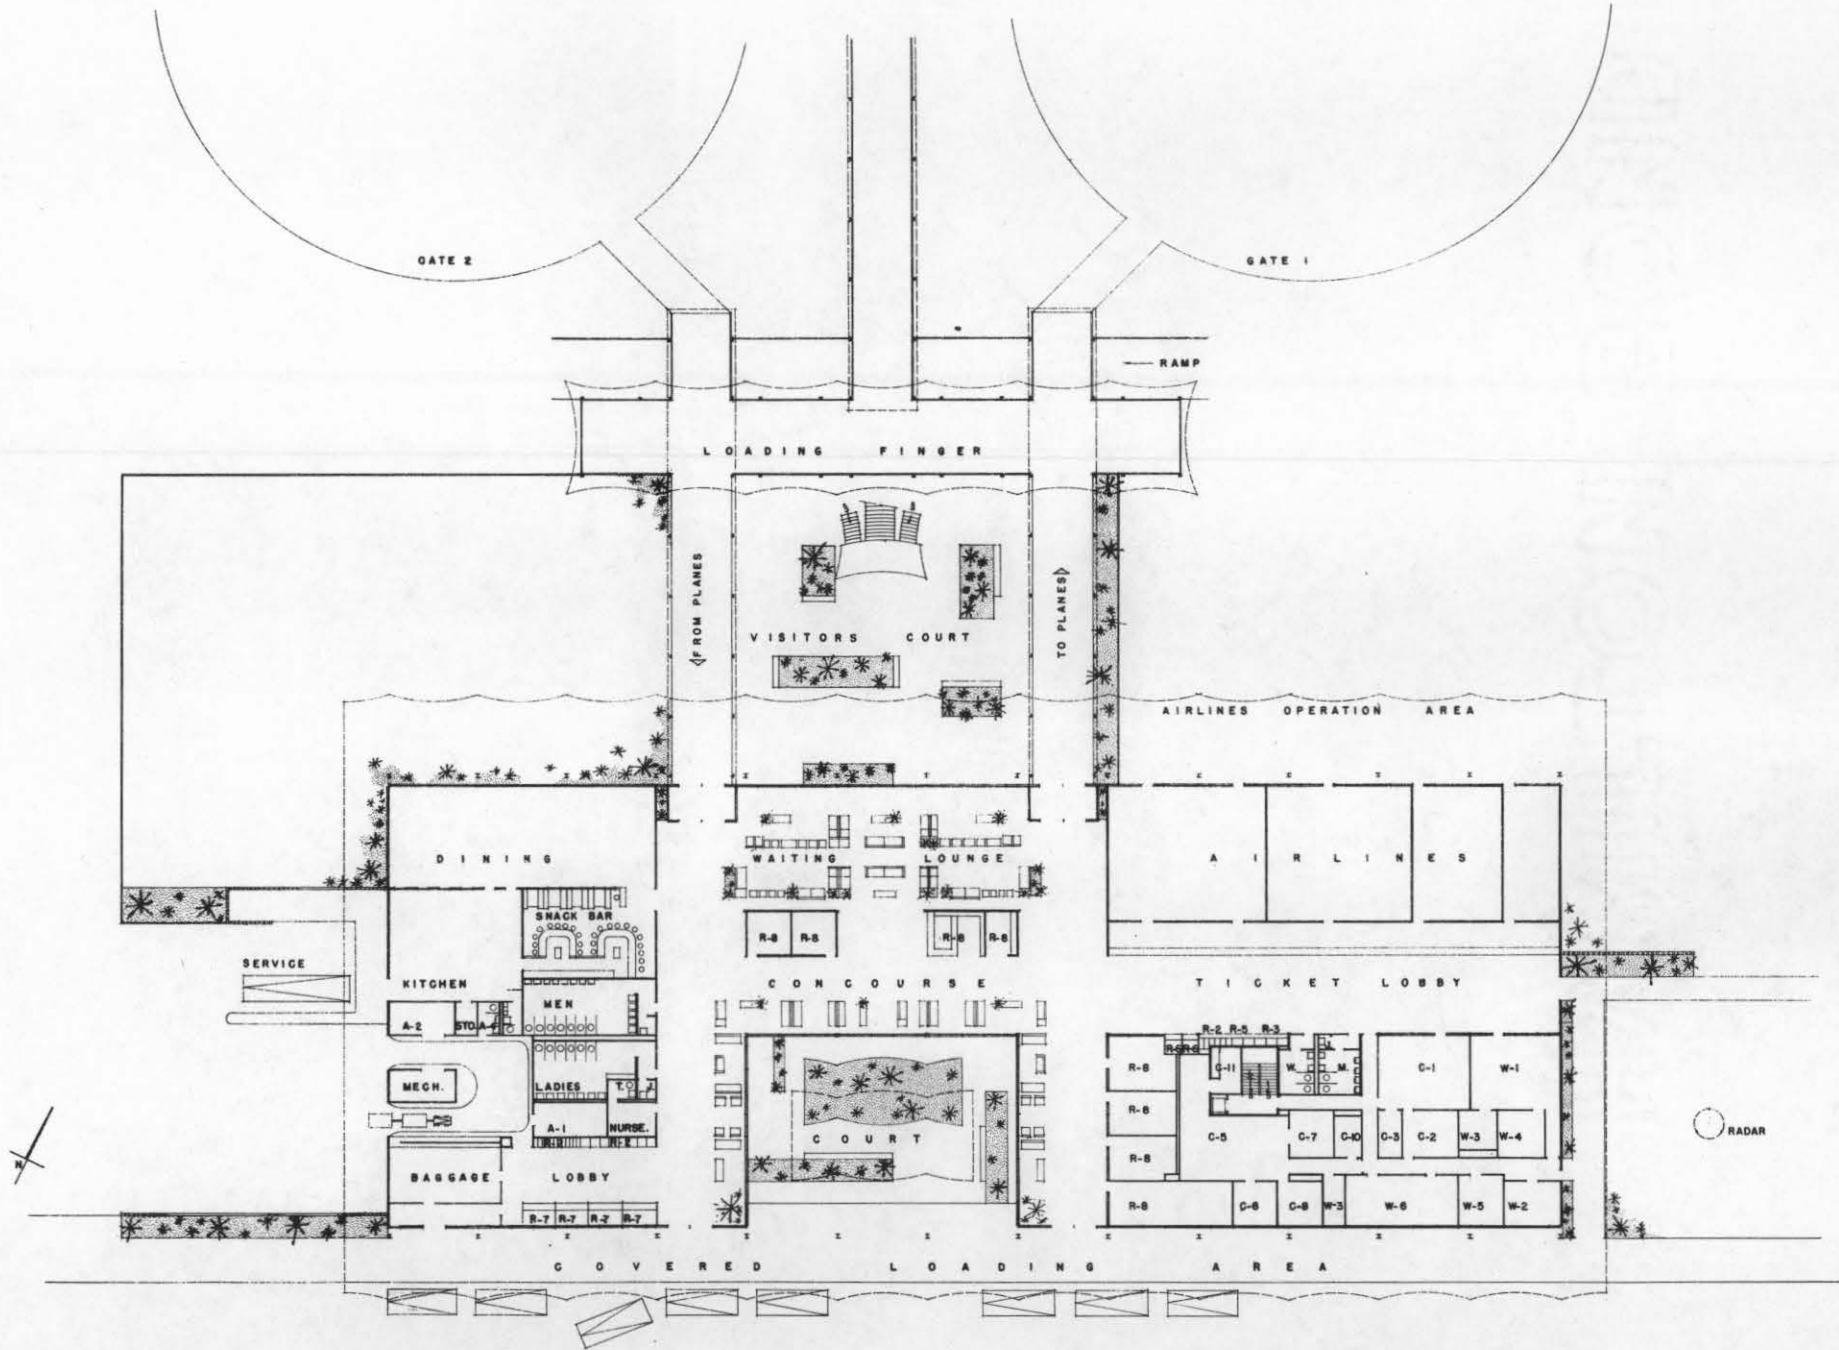 GATE 2
GATE 1
RAMP
LOADING FINGER
FROM PLANES
TO PLANES
VISITORS COURT
AIRLINES OPERATION AREA
DINING
WAITING LOUNGE
AIRLINES
SNACK BAR
R-8 R-8 R-8 R-8
SERVICE
KITCHEN
CONCOURSE
TICKET LOBBY
MEN
A-2 STO.
R-2 R-5 R-3
MECH.
LADIES T. J.
R-8 C-11 W. M. C-1 W-1
R-8
A-1 NURSE.
R-2
COURT
C-5 C-7 C-10 C-3 C-2 W-3 W-4
RADAR
N
R-8
BAGGAGE LOBBY
R-7 R-7 R-7 R-7
R-8 C-6 W-3 W-6 W-5 W-2
COVERED LOADING AREA